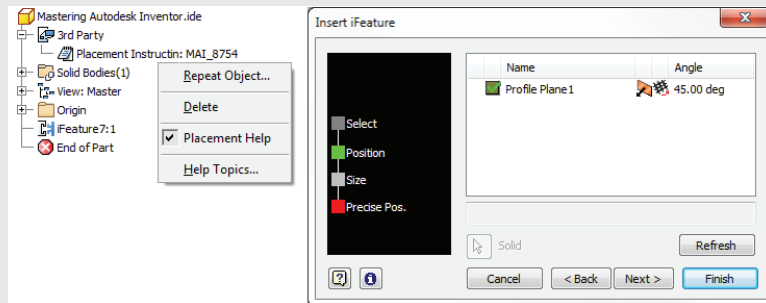 Mastering Autodesk Inventor.ide
3rd Party
Placement Instructin: MAI_8754
Solid Bodies(1)
View: Master
Origin
iFeature7:1
End of Part
Repeat Object...
Delete
Placement Help
Help Topics...
Insert iFeature
Select
Position
Size
Precise Pos.
Name Angle
Profile Plane1 45.00 deg
Solid
Refresh
Cancel < Back Next > Finish